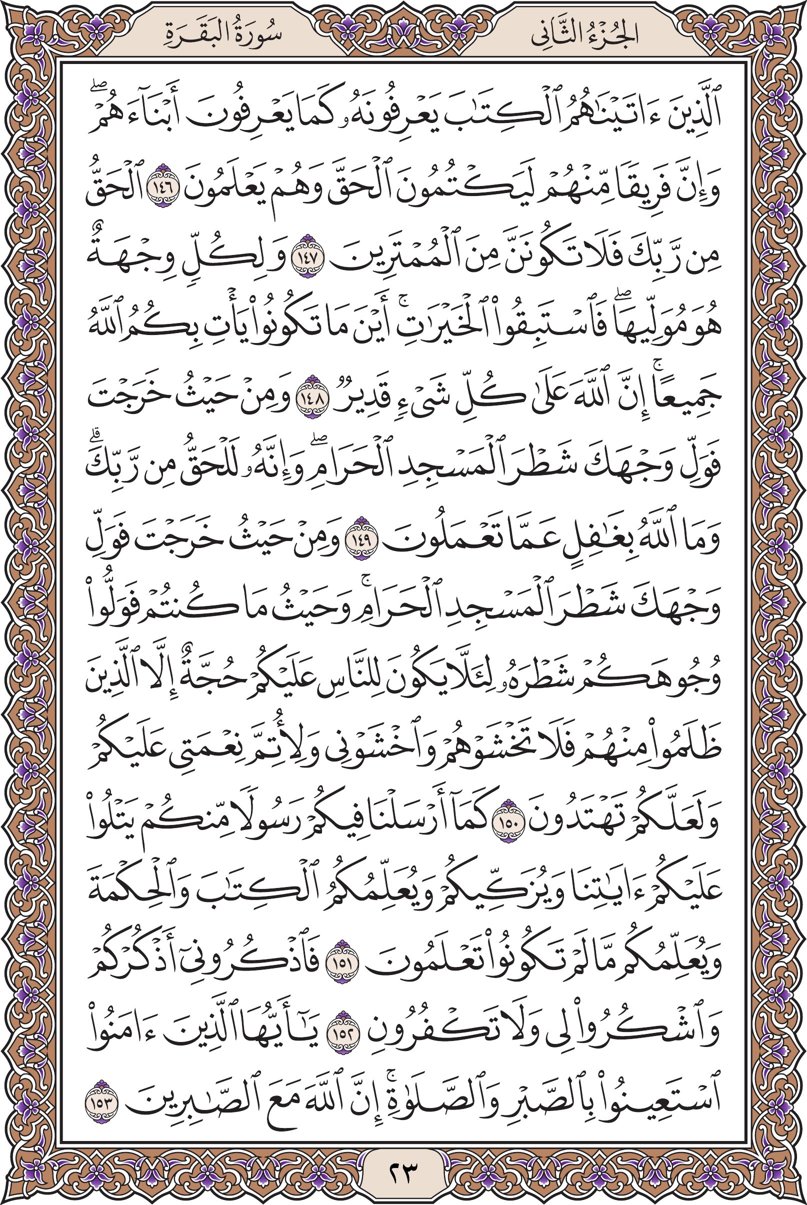 الجُزْءُ الثَّانِى
سُورَةُ البَقَرَةِ
ٱلَّذِينَ ءَاتَيْنَٰهُمُ ٱلْكِتَٰبَ يَعْرِفُونَهُۥ كَمَا يَعْرِفُونَ أَبْنَآءَهُمْۖ
وَإِنَّ فَرِيقًا مِّنْهُمْ لَيَكْتُمُونَ ٱلْحَقَّ وَهُمْ يَعْلَمُونَ ١٤٦ ٱلْحَقُّ
مِن رَّبِّكَ فَلَا تَكُونَنَّ مِنَ ٱلْمُمْتَرِينَ ١٤٧ وَلِكُلٍّ وِجْهَةٌ
هُوَ مُوَلِّيهَاۖ فَٱسْتَبِقُوا۟ ٱلْخَيْرَٰتِۚ أَيْنَ مَا تَكُونُوا۟ يَأْتِ بِكُمُ ٱللَّهُ
جَمِيعًاۚ إِنَّ ٱللَّهَ عَلَىٰ كُلِّ شَىْءٍ قَدِيرٌ ١٤٨ وَمِنْ حَيْثُ خَرَجْتَ
فَوَلِّ وَجْهَكَ شَطْرَ ٱلْمَسْجِدِ ٱلْحَرَامِۖ وَإِنَّهُۥ لَلْحَقُّ مِن رَّبِّكَۗ
وَمَا ٱللَّهُ بِغَٰفِلٍ عَمَّا تَعْمَلُونَ ١٤٩ وَمِنْ حَيْثُ خَرَجْتَ فَوَلِّ
وَجْهَكَ شَطْرَ ٱلْمَسْجِدِ ٱلْحَرَامِۚ وَحَيْثُ مَا كُنتُمْ فَوَلُّوا۟
وُجُوهَكُمْ شَطْرَهُۥ لِئَلَّا يَكُونَ لِلنَّاسِ عَلَيْكُمْ حُجَّةٌ إِلَّا ٱلَّذِينَ
ظَلَمُوا۟ مِنْهُمْ فَلَا تَخْشَوْهُمْ وَٱخْشَوْنِى وَلِأُتِمَّ نِعْمَتِى عَلَيْكُمْ
وَلَعَلَّكُمْ تَهْتَدُونَ ١٥٠ كَمَآ أَرْسَلْنَا فِيكُمْ رَسُولًا مِّنكُمْ يَتْلُوا۟
عَلَيْكُمْ ءَايَٰتِنَا وَيُزَكِّيكُمْ وَيُعَلِّمُكُمُ ٱلْكِتَٰبَ وَٱلْحِكْمَةَ
وَيُعَلِّمُكُم مَّا لَمْ تَكُونُوا۟ تَعْلَمُونَ ١٥١ فَٱذْكُرُونِىٓ أَذْكُرْكُمْ
وَٱشْكُرُوا۟ لِى وَلَا تَكْفُرُونِ ١٥٢ يَٰٓأَيُّهَا ٱلَّذِينَ ءَامَنُوا۟
ٱسْتَعِينُوا۟ بِٱلصَّبْرِ وَٱلصَّلَوٰةِۚ إِنَّ ٱللَّهَ مَعَ ٱلصَّٰبِرِينَ ١٥٣
٢٣